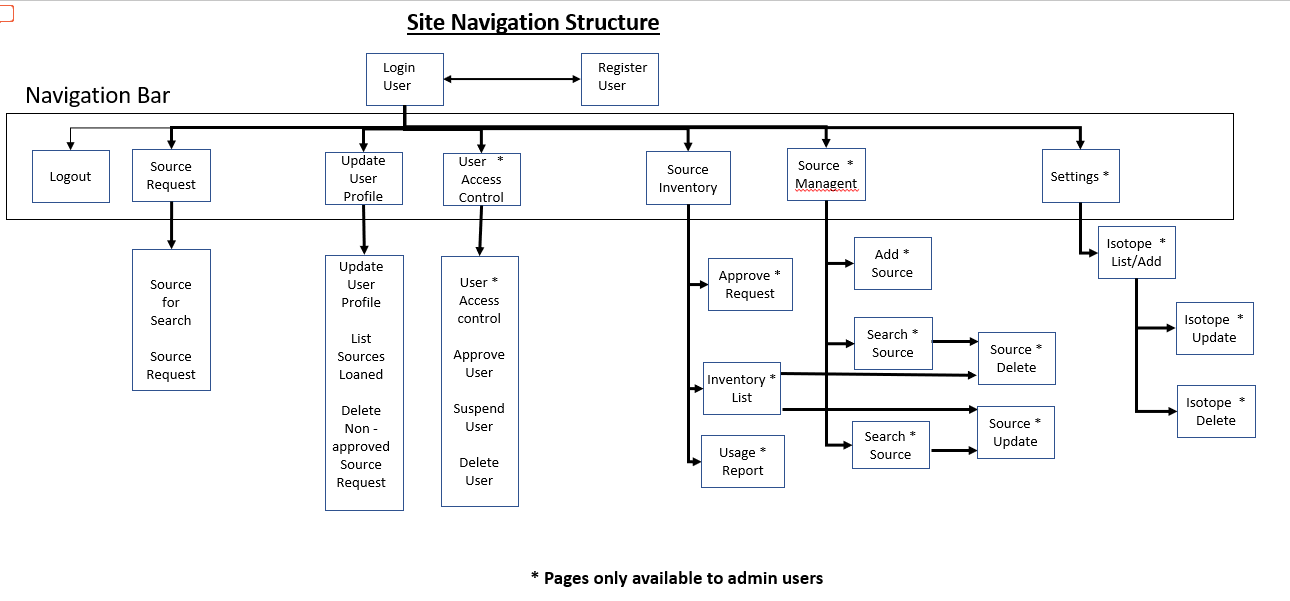 Site Navigation Structure
Login
User
Register
User
Navigation Bar
Logout
Source
Request
Update
User
Profile
User *
Access
Control
Source
Inventory
Source *
Managent
Settings *
Source
for
Search
Source
Request
Update
User
Profile
List
Sources
Loaned
Delete
Non -
approved
Source
Request
User *
Access
control
Approve
User
Suspend
User
Delete
User
Approve *
Request
Inventory *
List
Usage *
Report
Add *
Source
Search *
Source
Search *
Source
Source *
Delete
Source *
Update
Isotope *
List/Add
Isotope *
Update
Isotope *
Delete
* Pages only available to admin users